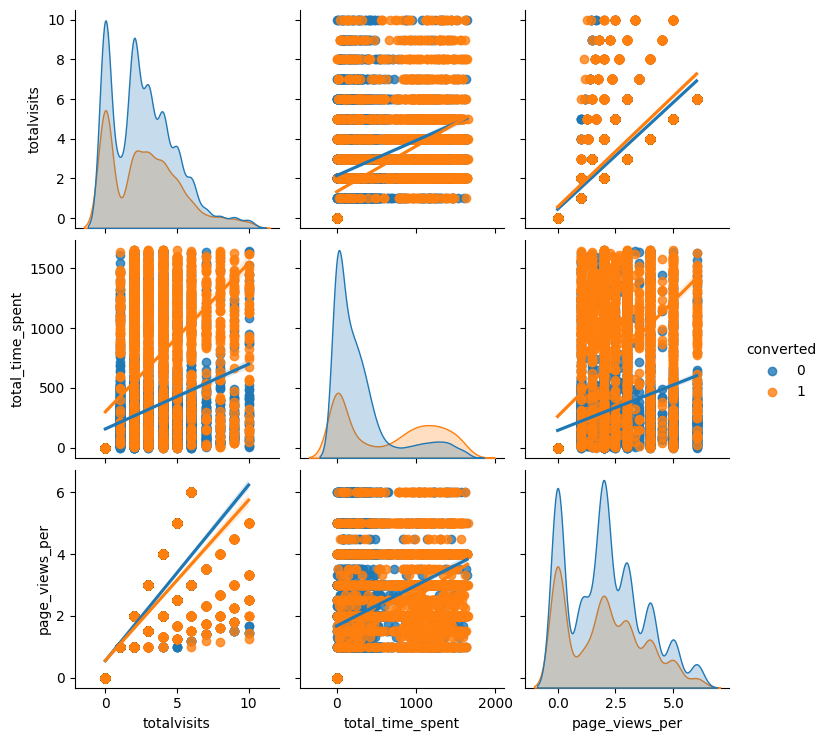 10
8
6
4
2
0
totalvisits
1500
1000
500
0
total_time_spent
converted
0
1
6
4
2
0
page_views_per
0 5 10
0 1000 2000
0.0 2.5 5.0
totalvisits
total_time_spent
page_views_per